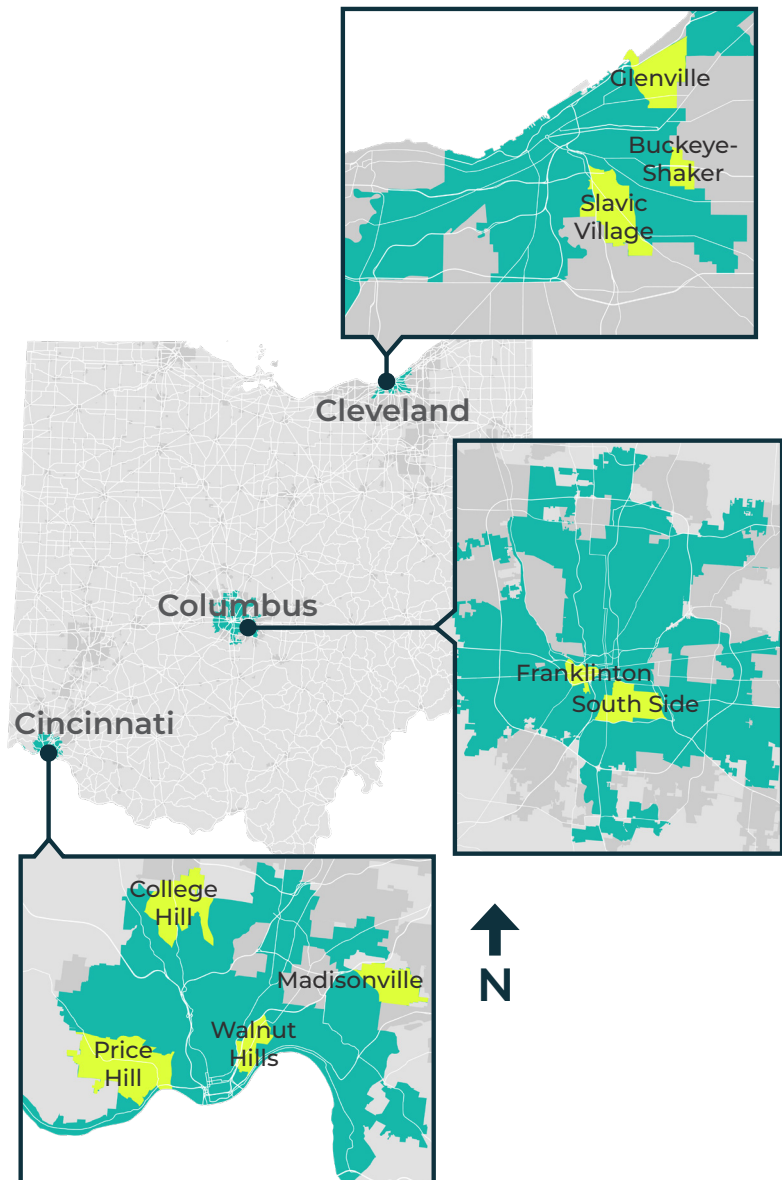 Glenville
Buckeye-
Shaker
Slavic
Village
Cleveland
Columbus
Franklinton
South Side
Cincinnati
College
Hill
Madisonville
Walnut
Hills
Price
Hill
N